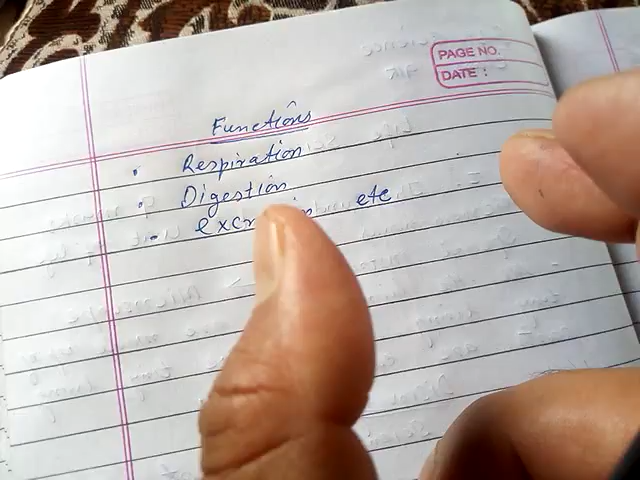 PAGE NO.
DATE :
Functions
• Respiration
• Digestion
• etc